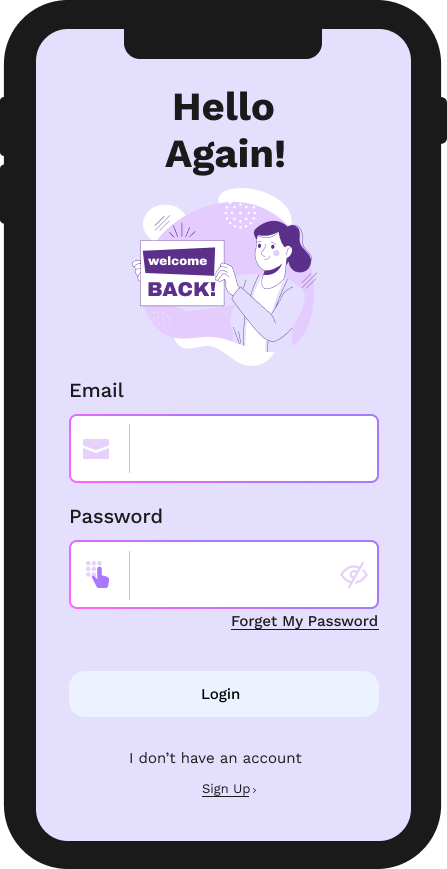 Hello
Again!
welcome
BACK!
Email
Password
Forget My Password
Login
I don’t have an account
Sign Up ›